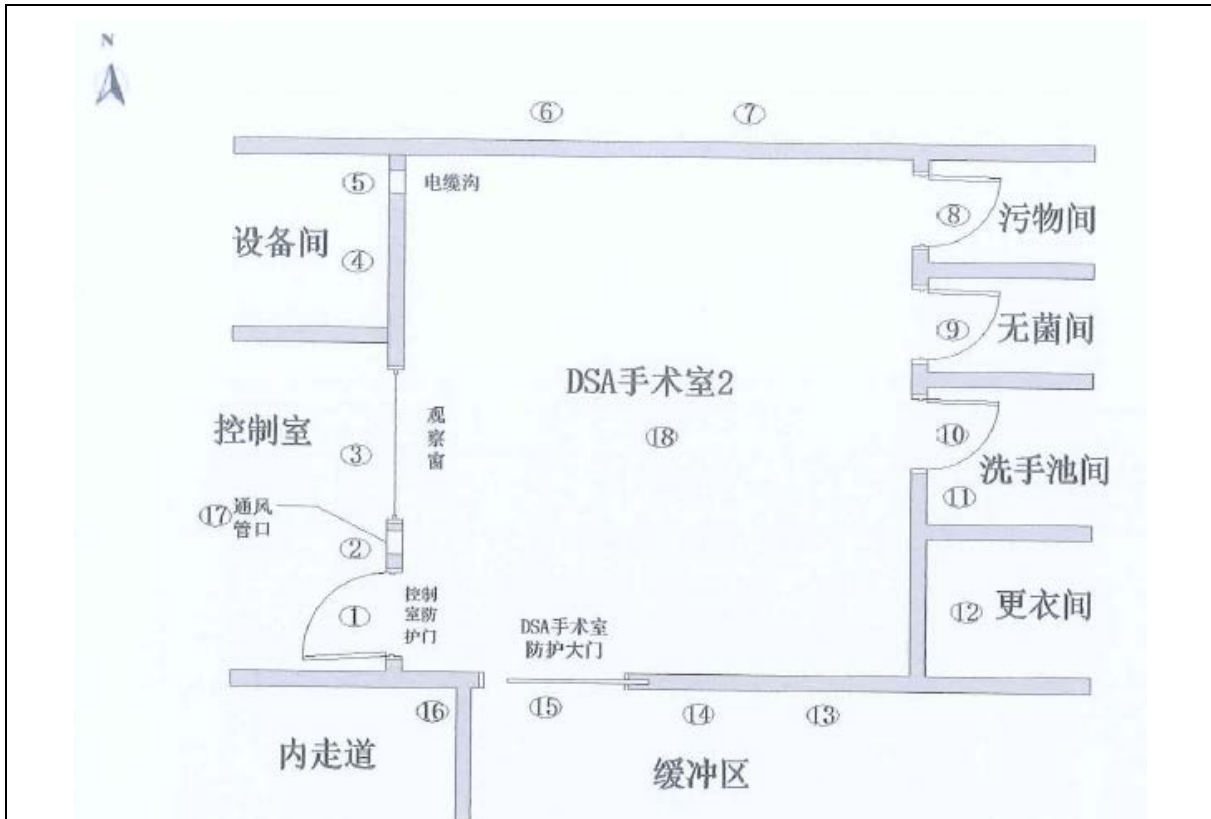 N
⑥ ⑦
⑤ 电缆沟
⑧ 污物间
设备间 ④
⑨ 无菌间
DSA手术室2
⑱
控制室
观
察
窗
③
⑩
洗手池间
⑪
⑰ 通风
管口
②
①
控制
室防
护门
DSA手术室
防护大门
⑫ 更衣间
⑯ ⑮ ⑭ ⑬
内走道
缓冲区